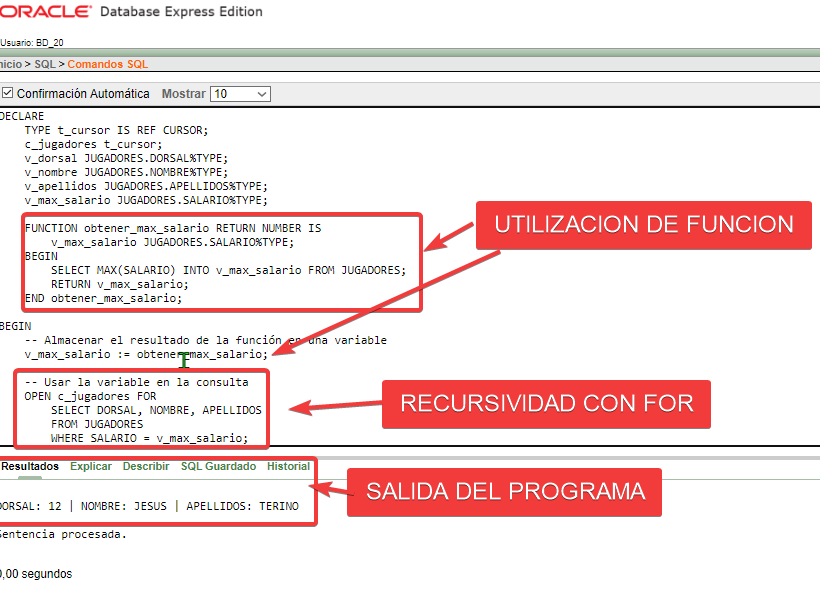 ORACLE® Database Express Edition
Usuario: BD_20
nicio > SQL > Comandos SQL
Confirmación Automática Mostrar 10
DECLARE
TYPE t_cursor IS REF CURSOR;
c_jugadores t_cursor;
v_dorsal JUGADORES.DORSAL%TYPE;
v_nombre JUGADORES.NOMBRE%TYPE;
v_apellidos JUGADORES.APELLIDOS%TYPE;
v_max_salario JUGADORES.SALARIO%TYPE;
FUNCTION obtener_max_salario RETURN NUMBER IS
v_max_salario JUGADORES.SALARIO%TYPE;
BEGIN
SELECT MAX(SALARIO) INTO v_max_salario FROM JUGADORES;
RETURN v_max_salario;
END obtener_max_salario;
UTILIZACION DE FUNCION
BEGIN
-- Almacenar el resultado de la función en una variable
v_max_salario := obtener_max_salario;
-- Usar la variable en la consulta
OPEN c_jugadores FOR
SELECT DORSAL, NOMBRE, APELLIDOS
FROM JUGADORES
WHERE SALARIO = v_max_salario;
RECURSIVIDAD CON FOR
Resultados Explicar Describir SQL Guardado Historial
DORSAL: 12 | NOMBRE: JESUS | APELLIDOS: TERINO
SALIDA DEL PROGRAMA
Sentencia procesada.
0,00 segundos